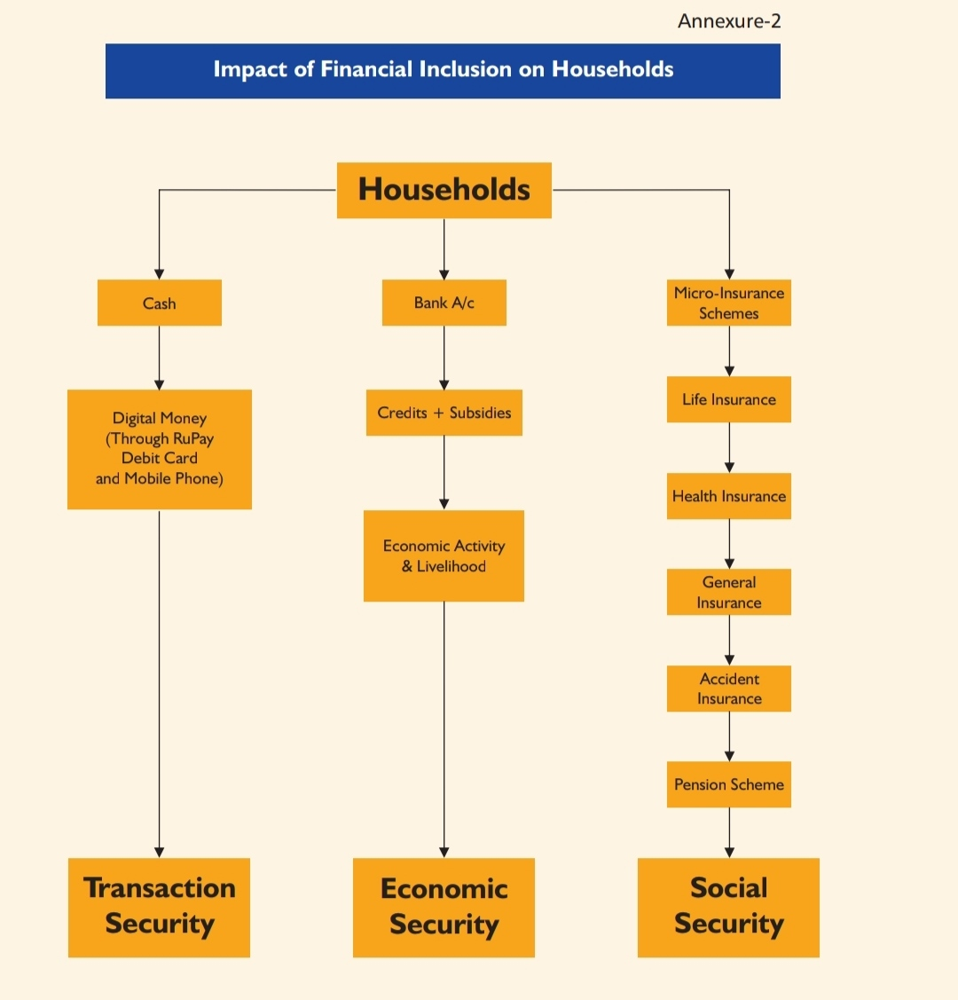 Annexure-2
Impact of Financial Inclusion on Households
Households
Cash
Digital Money
(Through RuPay
Debit Card
and Mobile Phone)
Transaction
Security
Bank A/c
Credits + Subsidies
Economic Activity
& Livelihood
Economic
Security
Micro-Insurance
Schemes
Life Insurance
Health Insurance
General
Insurance
Accident
Insurance
Pension Scheme
Social
Security